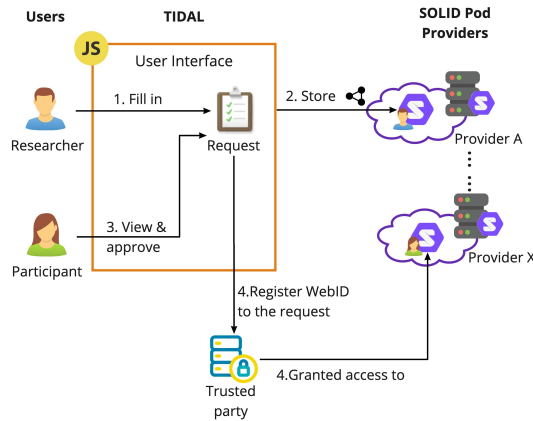 Users
TIDAL
SOLID Pod
Providers
JS
User Interface
1. Fill in
2. Store
Researcher
Request
Provider A
3. View &
approve
Participant
Provider X
4.Register WebID
to the request
4.Granted access to
Trusted
party